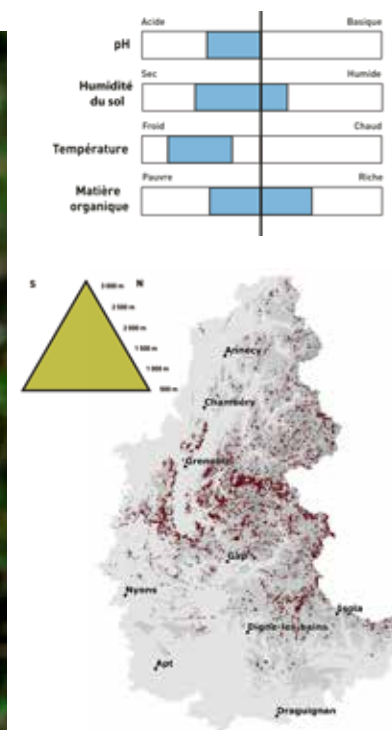 Acide Basique
pH
Sec Humide
Humidité
du sol
Froid Chaud
Température
Pauvre Riche
Matière
organique
S N
3 000 m
2 500 m
2 000 m
1 500 m
1 000 m
500 m
Annecy
Chambéry
Grenoble
Gap
Nyons
Isola
Digne-les-bains
Apt
Draguignan